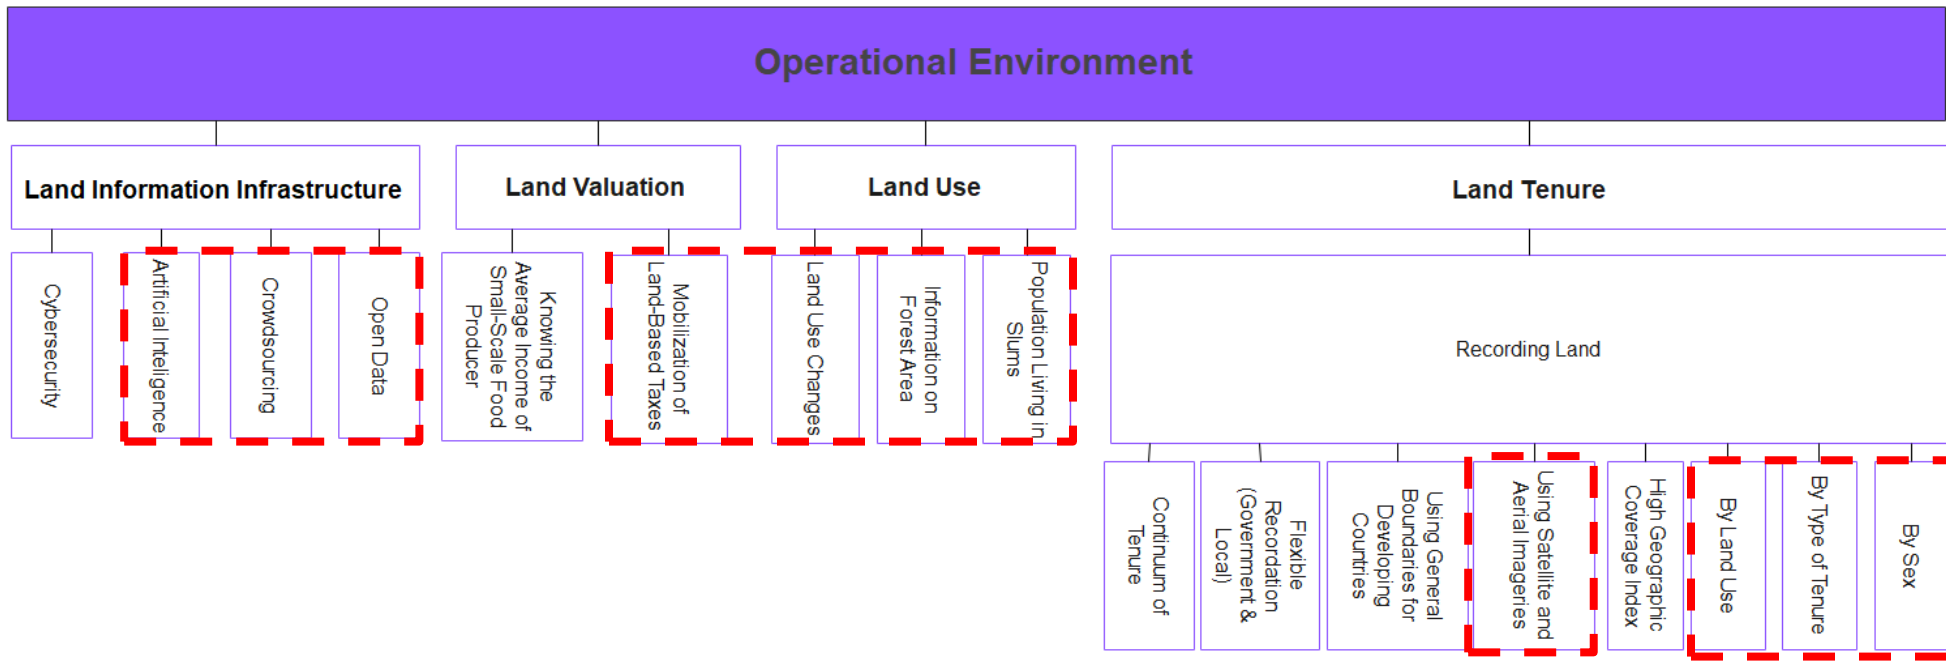 Operational Environment
Land Information Infrastructure
Land Valuation
Land Use
Land Tenure
Cybersecurity
Artificial Inteligence
Crowdsourcing
Open Data
Knowing the
Average Income of
Small-Scale Food
Producer
Mobilization of
Land-Based Taxes
Land Use Changes
Information on
Forest Area
Population Living in
Slums
Recording Land
Continuum of
Tenure
Flexible
Recordation
(Government &
Local)
Using General
Boundaries for
Developing
Countries
Using Satellite and
Aerial Imageries
High Geographic
Coverage Index
By Land Use
By Type of Tenure
By Sex